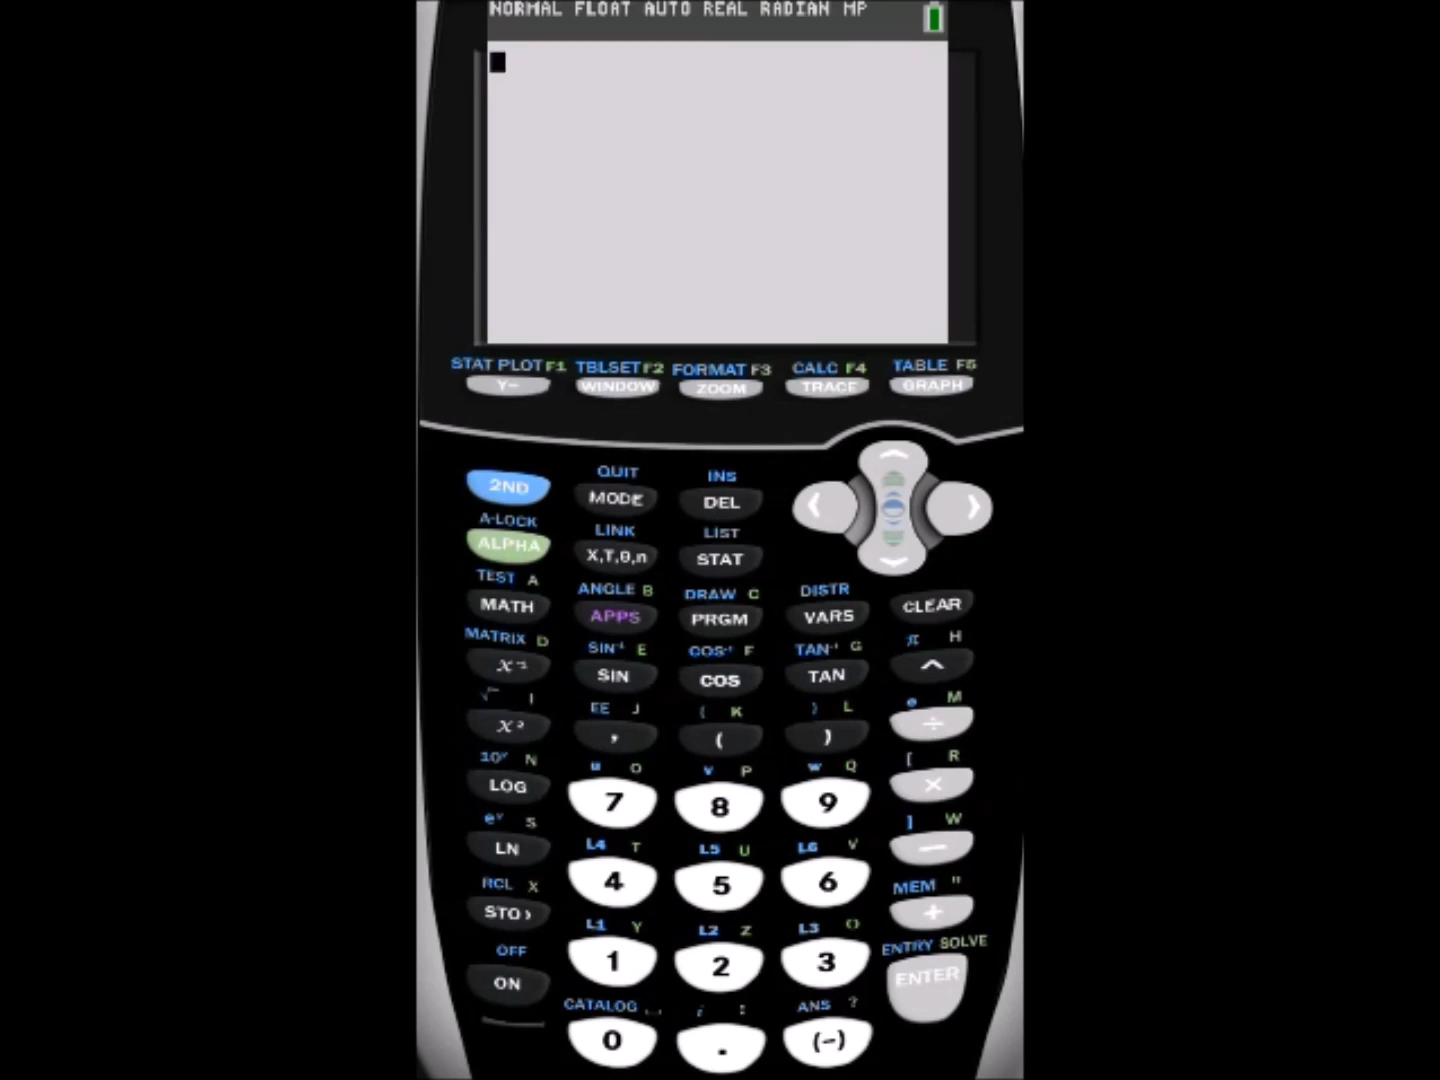 NORMAL FLOAT AUTO REAL RADIAN MP
STAT PLOT F1 TBLSET F2 FORMAT F3 CALC F4 TABLE F5
Y= WINDOW ZOOM TRACE GRAPH
QUIT INS
2ND MODE DEL
A-LOCK LINK LIST
ALPHA X,T,θ,n STAT
TEST A ANGLE B DRAW C DISTR
MATH APPS PRGM VARS CLEAR
MATRIX D SIN⁻¹ E COS⁻¹ F TAN⁻¹ G π H
x⁻¹ SIN COS TAN ^
√ I EE J { K } L e M
x² , ( ) ÷
10ˣ N u O v P w Q [ R
LOG 7 8 9 ×
eˣ S L4 T L5 U L6 V ] W
LN 4 5 6 −
RCL X L1 Y L2 Z L3 Θ MEM "
STO› 1 2 3 +
OFF CATALOG ⎵ i : ANS ? ENTRY SOLVE
ON 0 . (-) ENTER